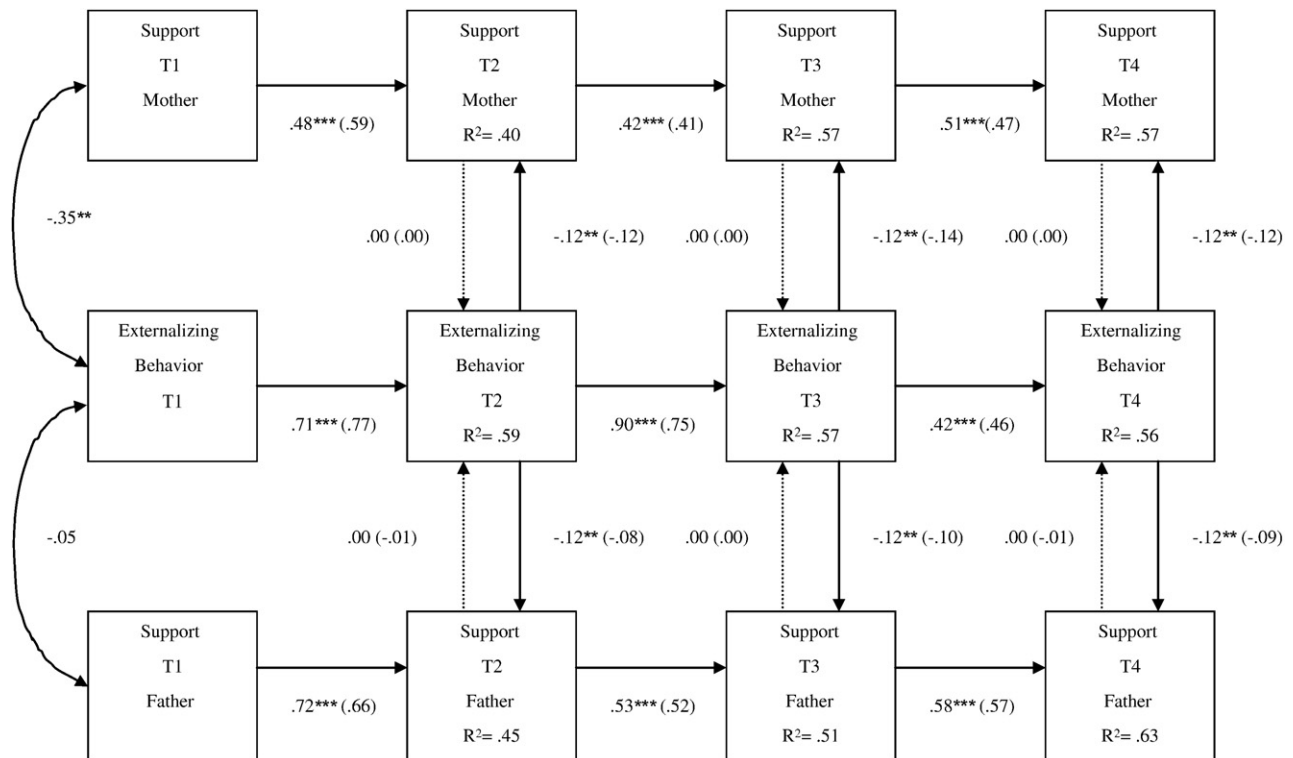 Support
T1
Mother
Support
T2
Mother
R²= .40
Support
T3
Mother
R²= .57
Support
T4
Mother
R²= .57
.48*** (.59)
.42*** (.41)
.51*** (.47)
-.35**
.00 (.00)
-.12** (-.12)
.00 (.00)
-.12** (-.14)
.00 (.00)
-.12** (-.12)
Externalizing
Behavior
T1
Externalizing
Behavior
T2
R²= .59
Externalizing
Behavior
T3
R²= .57
Externalizing
Behavior
T4
R²= .56
.71*** (.77)
.90*** (.75)
.42*** (.46)
-.05
.00 (-.01)
-.12** (-.08)
.00 (.00)
-.12** (-.10)
.00 (-.01)
-.12** (-.09)
Support
T1
Father
Support
T2
Father
R²= .45
Support
T3
Father
R²= .51
Support
T4
Father
R²= .63
.72*** (.66)
.53*** (.52)
.58*** (.57)